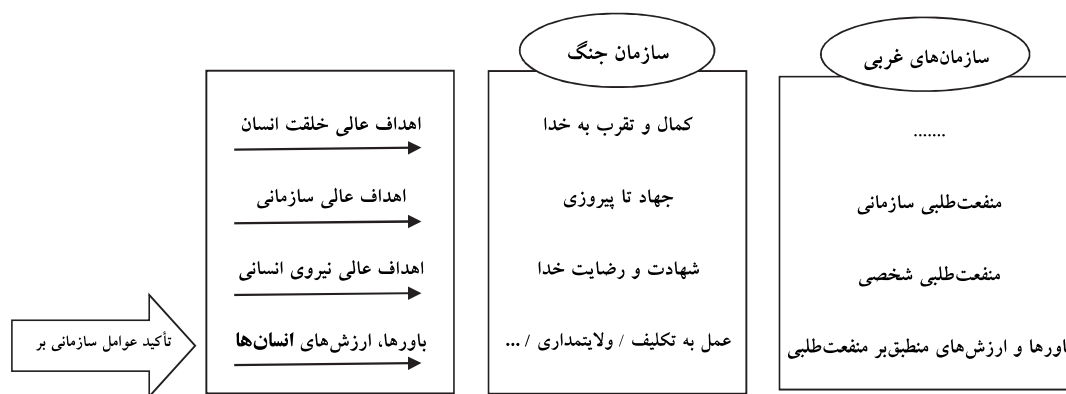 سازمان‌های غربی
سازمان جنگ
اهداف عالی خلقت انسان
کمال و تقرب به خدا
.......
اهداف عالی سازمانی
جهاد تا پیروزی
منفعت‌طلبی سازمانی
اهداف عالی نیروی انسانی
شهادت و رضایت خدا
منفعت‌طلبی شخصی
تأکید عوامل سازمانی بر
باورها، ارزش‌های انسان‌ها
عمل به تکلیف / ولایتمداری / ...
و ارزش‌های منطبق‌بر منفعت‌طلبی